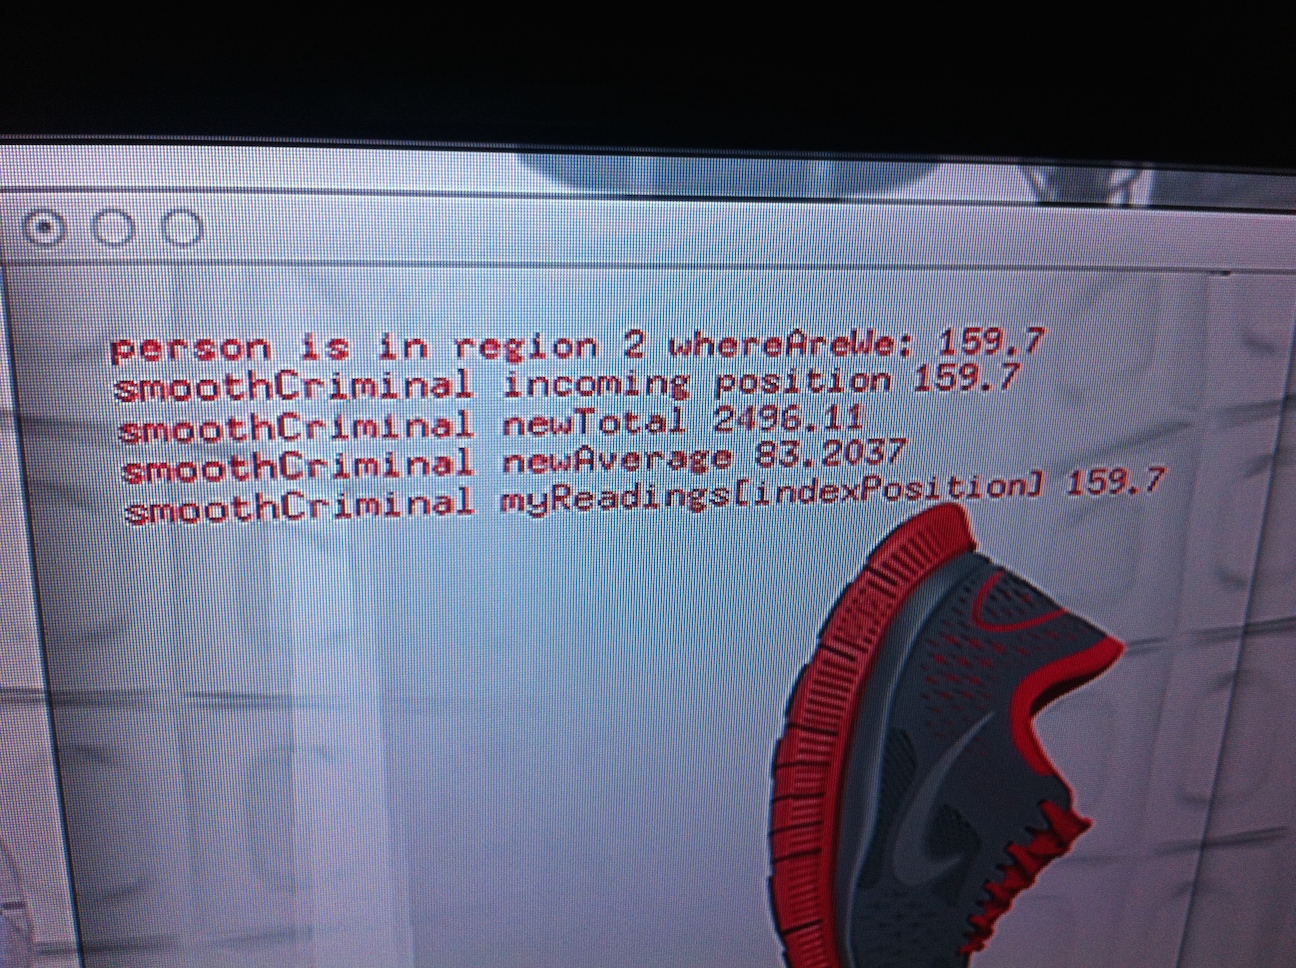 person is in region 2 whereAreWe: 159.7
smoothCriminal incoming position 159.7
smoothCriminal newTotal 2496.11
smoothCriminal newAverage 83.2037
smoothCriminal myReadings[indexPosition] 159.7